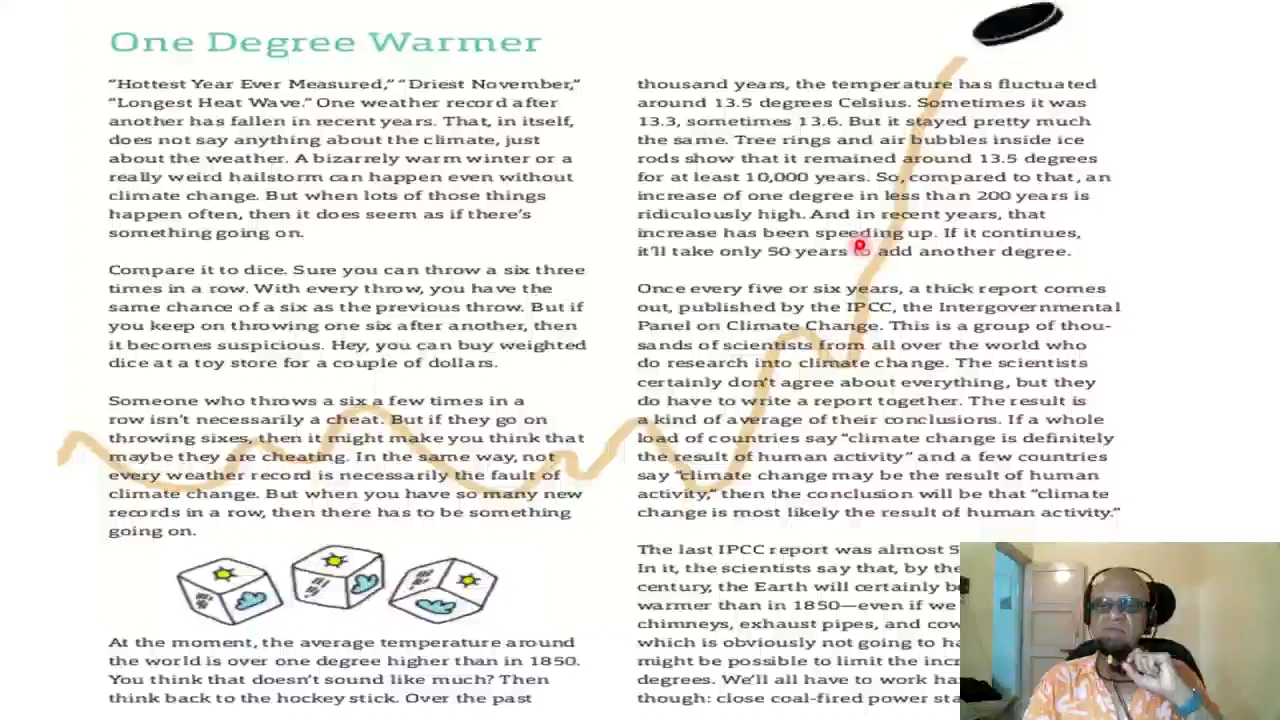 One Degree Warmer
“Hottest Year Ever Measured,” “Driest November,”
“Longest Heat Wave.” One weather record after
another has fallen in recent years. That, in itself,
does not say anything about the climate, just
about the weather. A bizarrely warm winter or a
really weird hailstorm can happen even without
climate change. But when lots of those things
happen often, then it does seem as if there’s
something going on.
Compare it to dice. Sure you can throw a six three
times in a row. With every throw, you have the
same chance of a six as the previous throw. But if
you keep on throwing one six after another, then
it becomes suspicious. Hey, you can buy weighted
dice at a toy store for a couple of dollars.
Someone who throws a six a few times in a
row isn’t necessarily a cheat. But if they go on
throwing sixes, then it might make you think that
maybe they are cheating. In the same way, not
every weather record is necessarily the fault of
climate change. But when you have so many new
records in a row, then there has to be something
going on.
At the moment, the average temperature around
the world is over one degree higher than in 1850.
You think that doesn’t sound like much? Then
think back to the hockey stick. Over the past
thousand years, the temperature has fluctuated
around 13.5 degrees Celsius. Sometimes it was
13.3, sometimes 13.6. But it stayed pretty much
the same. Tree rings and air bubbles inside ice
rods show that it remained around 13.5 degrees
for at least 10,000 years. So, compared to that, an
increase of one degree in less than 200 years is
ridiculously high. And in recent years, that
increase has been speeding up. If it continues,
it’ll take only 50 years to add another degree.
Once every five or six years, a thick report comes
out, published by the IPCC, the Intergovernmental
Panel on Climate Change. This is a group of thou-
sands of scientists from all over the world who
do research into climate change. The scientists
certainly don’t agree about everything, but they
do have to write a report together. The result is
a kind of average of their conclusions. If a whole
load of countries say “climate change is definitely
the result of human activity” and a few countries
say “climate change may be the result of human
activity,” then the conclusion will be that “climate
change is most likely the result of human activity.”
The last IPCC report was almost
In it, the scientists say that, by the
century, the Earth will certainly
warmer than in 1850—even if we
chimneys, exhaust pipes, and
which is obviously not going to
might be possible to limit the
degrees. We’ll all have to work
though: close coal-fired power